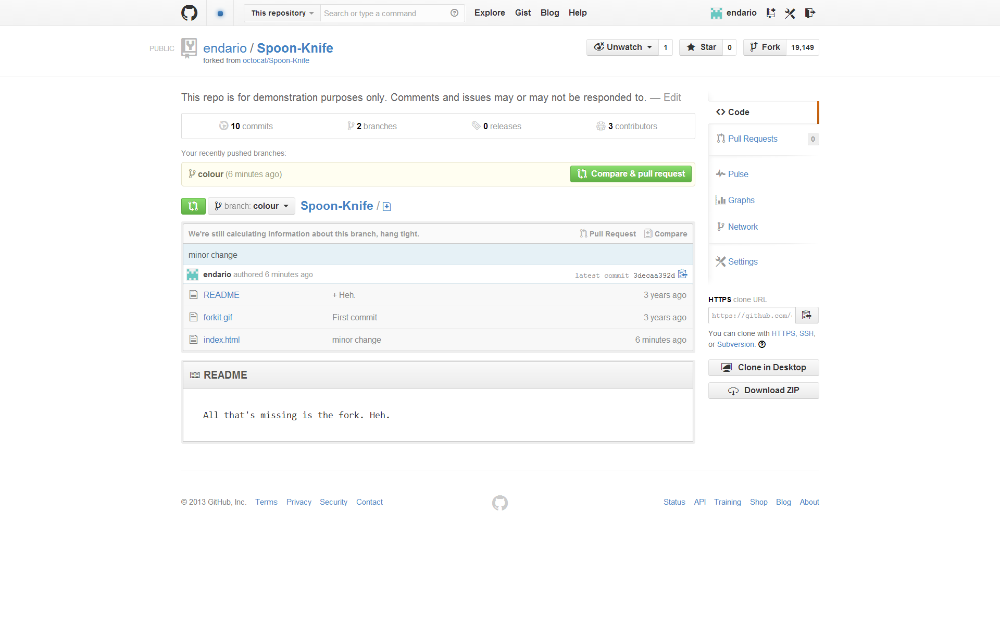 This repository Search or type a command Explore Gist Blog Help endario
PUBLIC endario / Spoon-Knife Unwatch 1 Star 0 Fork 19,149
forked from octocat/Spoon-Knife
This repo is for demonstration purposes only. Comments and issues may or may not be responded to. — Edit
10 commits 2 branches 0 releases 3 contributors
Your recently pushed branches:
colour (6 minutes ago) Compare & pull request
branch: colour Spoon-Knife /
We're still calculating information about this branch, hang tight. Pull Request Compare
minor change
endario authored 6 minutes ago latest commit 3decaa392d
README + Heh. 3 years ago
forkit.gif First commit 3 years ago
index.html minor change 6 minutes ago
README
All that's missing is the fork. Heh.
Code
Pull Requests 0
Pulse
Graphs
Network
Settings
HTTPS clone URL
https://github.com/
You can clone with HTTPS, SSH,
or Subversion.
Clone in Desktop
Download ZIP
© 2013 GitHub, Inc. Terms Privacy Security Contact Status API Training Shop Blog About